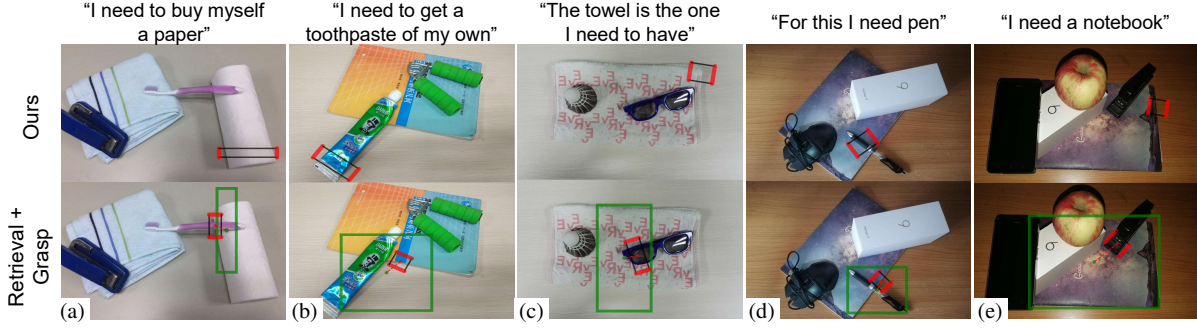 “I need to buy myself
a paper”
“I need to get a
toothpaste of my own”
“The towel is the one
I need to have”
“For this I need pen”
“I need a notebook”
Ours
Retrieval +
Grasp
(a)
(b)
(c)
(d)
(e)